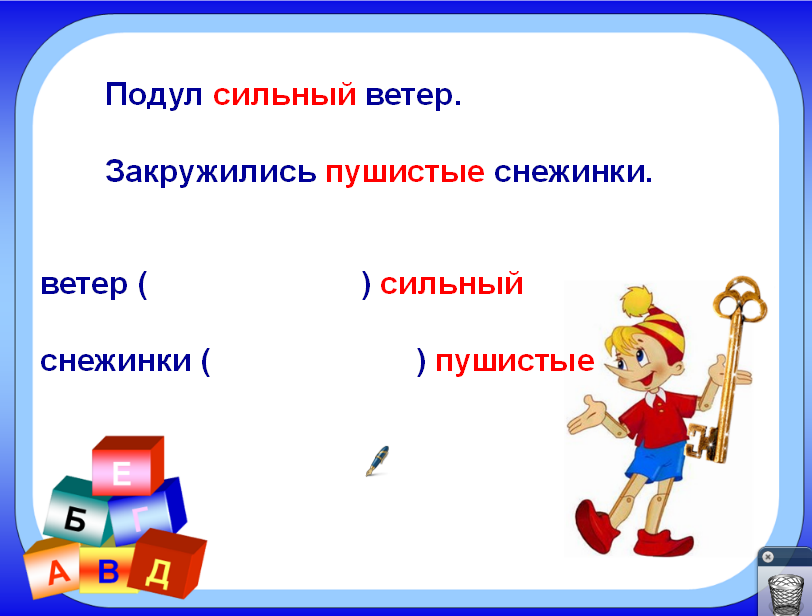 Подул сильный ветер.
Закружились пушистые снежинки.
ветер ( ) сильный
снежинки ( ) пушистые
Е
Б Г
А В Д